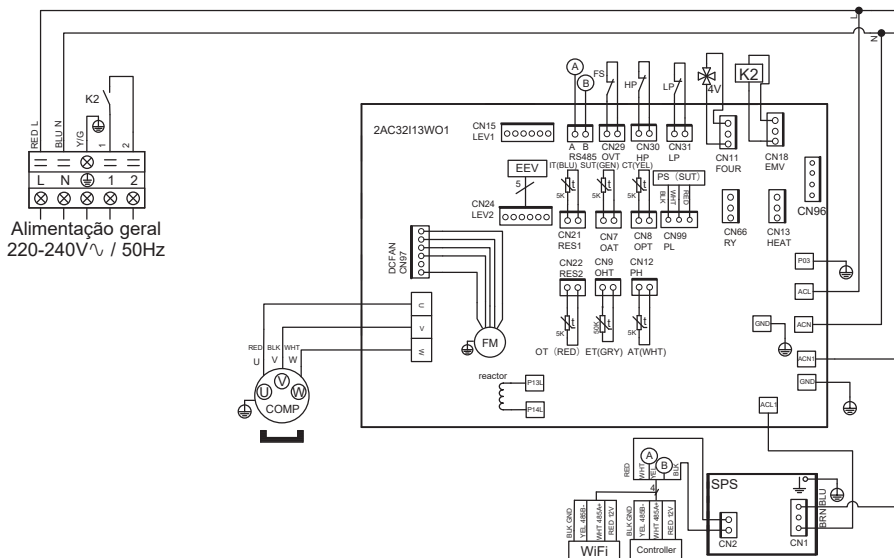 L
N
RED L
BLU N
Y/G
K2
1
2
L N 1 2
Alimentação geral
220-240V∿ / 50Hz
2AC32I13WO1
CN15
LEV1
A
B
FS
HP
LP
4V
K2
A B
RS485
CN29
OVT
CN30
HP
CN31
LP
CN11
FOUR
CN18
EMV
CN96
EEV
5
CN24
LEV2
IT(BLU) SUT(GEN) CT(YEL)
5K
5K
5K
PS (SUT)
BLK
WHT
RED
CN21
RES1
CN7
OAT
CN8
OPT
CN99
PL
CN66
RY
CN13
HEAT
CN22
RES2
CN9
OHT
CN12
PH
5K
50K
5K
OT (RED) ET(GRY) AT(WHT)
DCFAN
CN97
FM
U
V
W
RED BLK WHT
U V W
U V W
COMP
reactor
P13L
P14L
P03
ACL
GND
ACN
ACN1
GND
ACL1
RED
WHT
A
YEL
B
BLK
4
BLK GND
YEL 485B-
WHT 485A+
RED 12V
WiFi
BLK GND
YEL 485B-
WHT 485A+
RED 12V
Controller
SPS
CN2
CN1
BRN
BLU